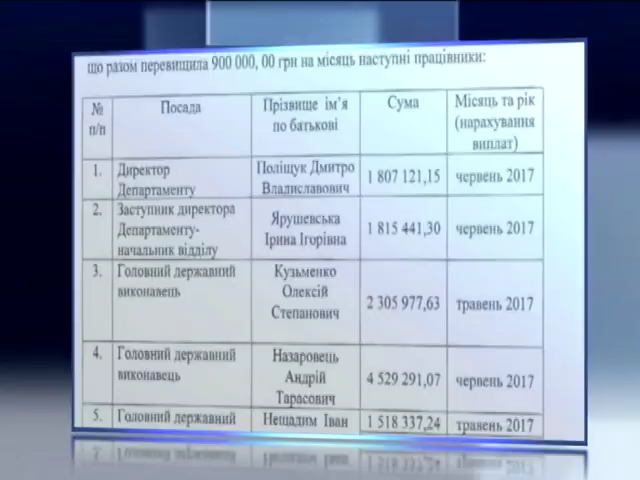 що разом перевищила 900 000, 00 грн на місяць наступні працівники:
№ п/п Посада Прізвище ім’я по батькові Сума Місяць та рік (нарахування виплат)
1. Директор Департаменту Поліщук Дмитро Владиславович 1 807 121,15 червень 2017
2. Заступник директора Департаменту- начальник відділу Ярушевська Ірина Ігорівна 1 815 441,30 червень 2017
3. Головний державний виконавець Кузьменко Олексій Степанович 2 305 977,63 травень 2017
4. Головний державний виконавець Назаровець Андрій Тарасович 4 529 291,07 червень 2017
5. Головний державний Нещадим Іван 1 518 337,24 травень 2017